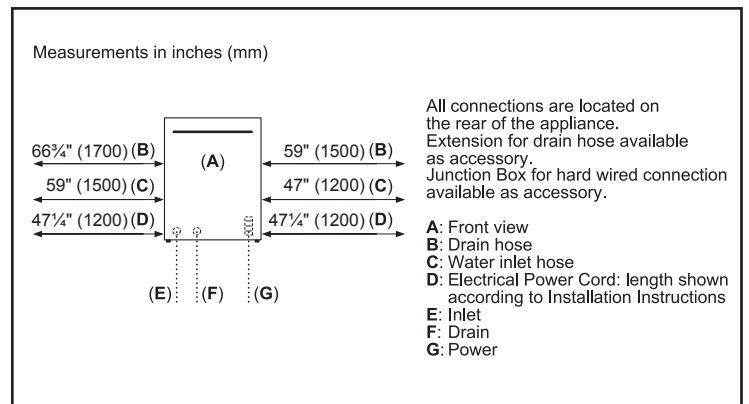 Measurements in inches (mm)
66¾" (1700) (B)
59" (1500) (B)
(A)
59" (1500) (C)
47" (1200) (C)
47¼" (1200) (D)
47¼" (1200) (D)
(E)
(F)
(G)
All connections are located on
the rear of the appliance.
Extension for drain hose available
as accessory.
Junction Box for hard wired connection
available as accessory.
A: Front view
B: Drain hose
C: Water inlet hose
D: Electrical Power Cord: length shown
according to Installation Instructions
E: Inlet
F: Drain
G: Power